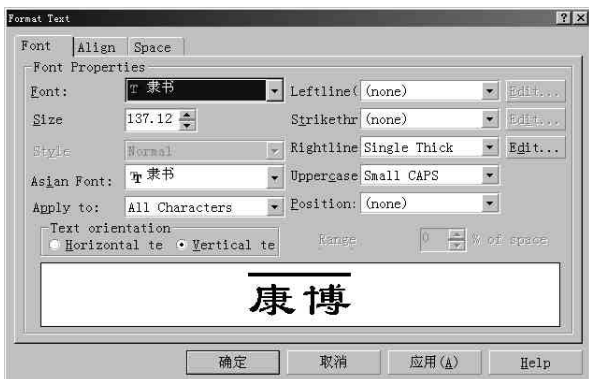 Format Text
Font Align Space
Font Properties
Font: 隶书 Leftline( (none) Edit...
Size 137.12 Strikethr (none) Edit...
Style Normal Rightline Single Thick Edit...
Asian Font: 隶书 Uppercase Small CAPS
Apply to: All Characters Position: (none)
Text orientation
Horizontal te Vertical te Range 0 % of space
康博
确定 取消 应用(A) Help